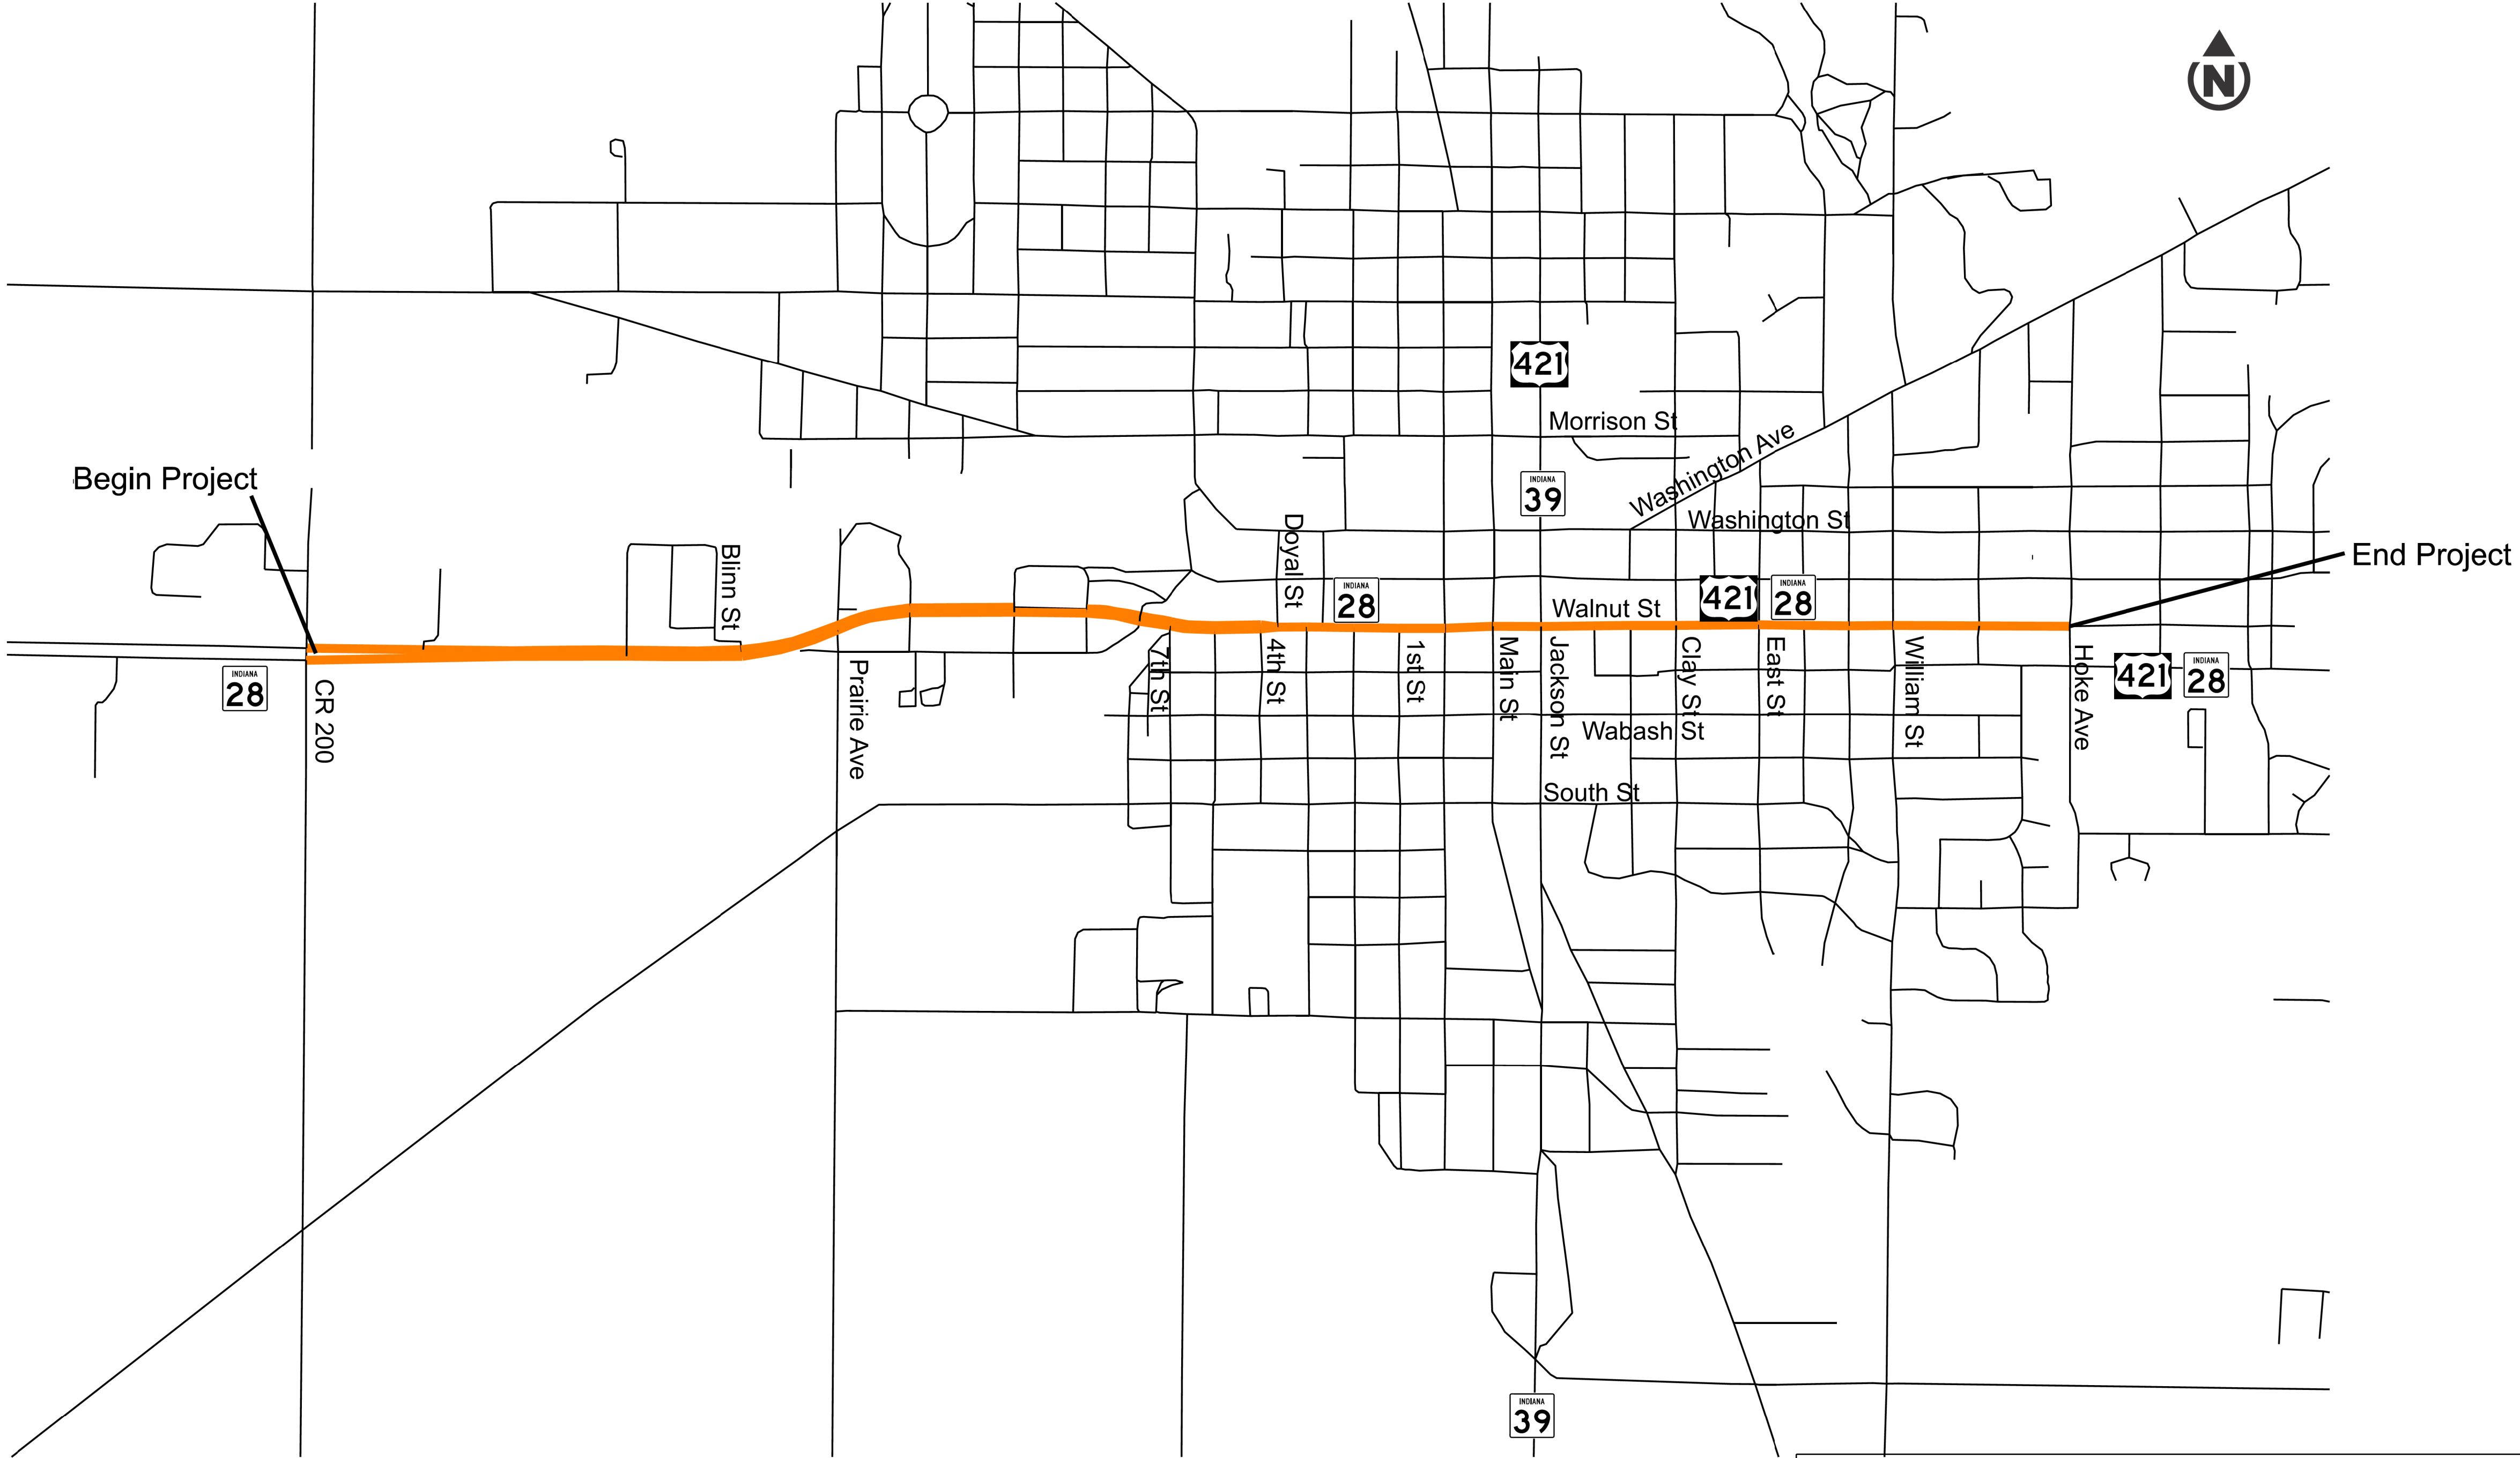 N
421
Morrison St
Washington Ave
Begin Project
INDIANA
39
Washington St
Doyal St
Blinn St
End Project
INDIANA
28
Walnut St
421
INDIANA
28
INDIANA
28
CR 200
Prairie Ave
7th St
4th St
1st St
Main St
Jackson St
Clay St
East St
William St
Hoke Ave
421
INDIANA
28
Wabash St
South St
INDIANA
39